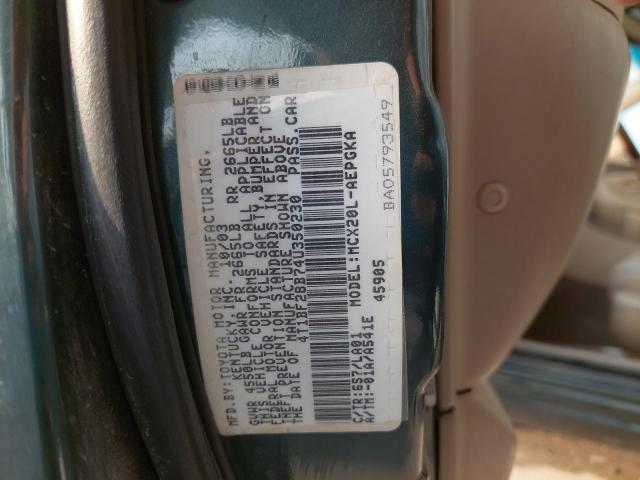 MFD.BY:TOYOTA MOTOR MANUFACTURING,
KENTUCKY,INC. 10/03
GVWR 4550LB GAWR FR 2665LB RR 2665LB
THIS VEHICLE CONFORMS TO ALL APPLICABLE
FEDERAL MOTOR VEHICLE SAFETY,BUMPER AND
THEFT PREVENTION STANDARDS IN EFFECT ON
THE DATE OF MANUFACTURE SHOWN ABOVE
4T1BF28B74U350230 PASS.CAR
MODEL:MCX20L-AEPGKA
C/TR:6S7/LA01
A/TM:-01A/A541E 45905
BA05793549